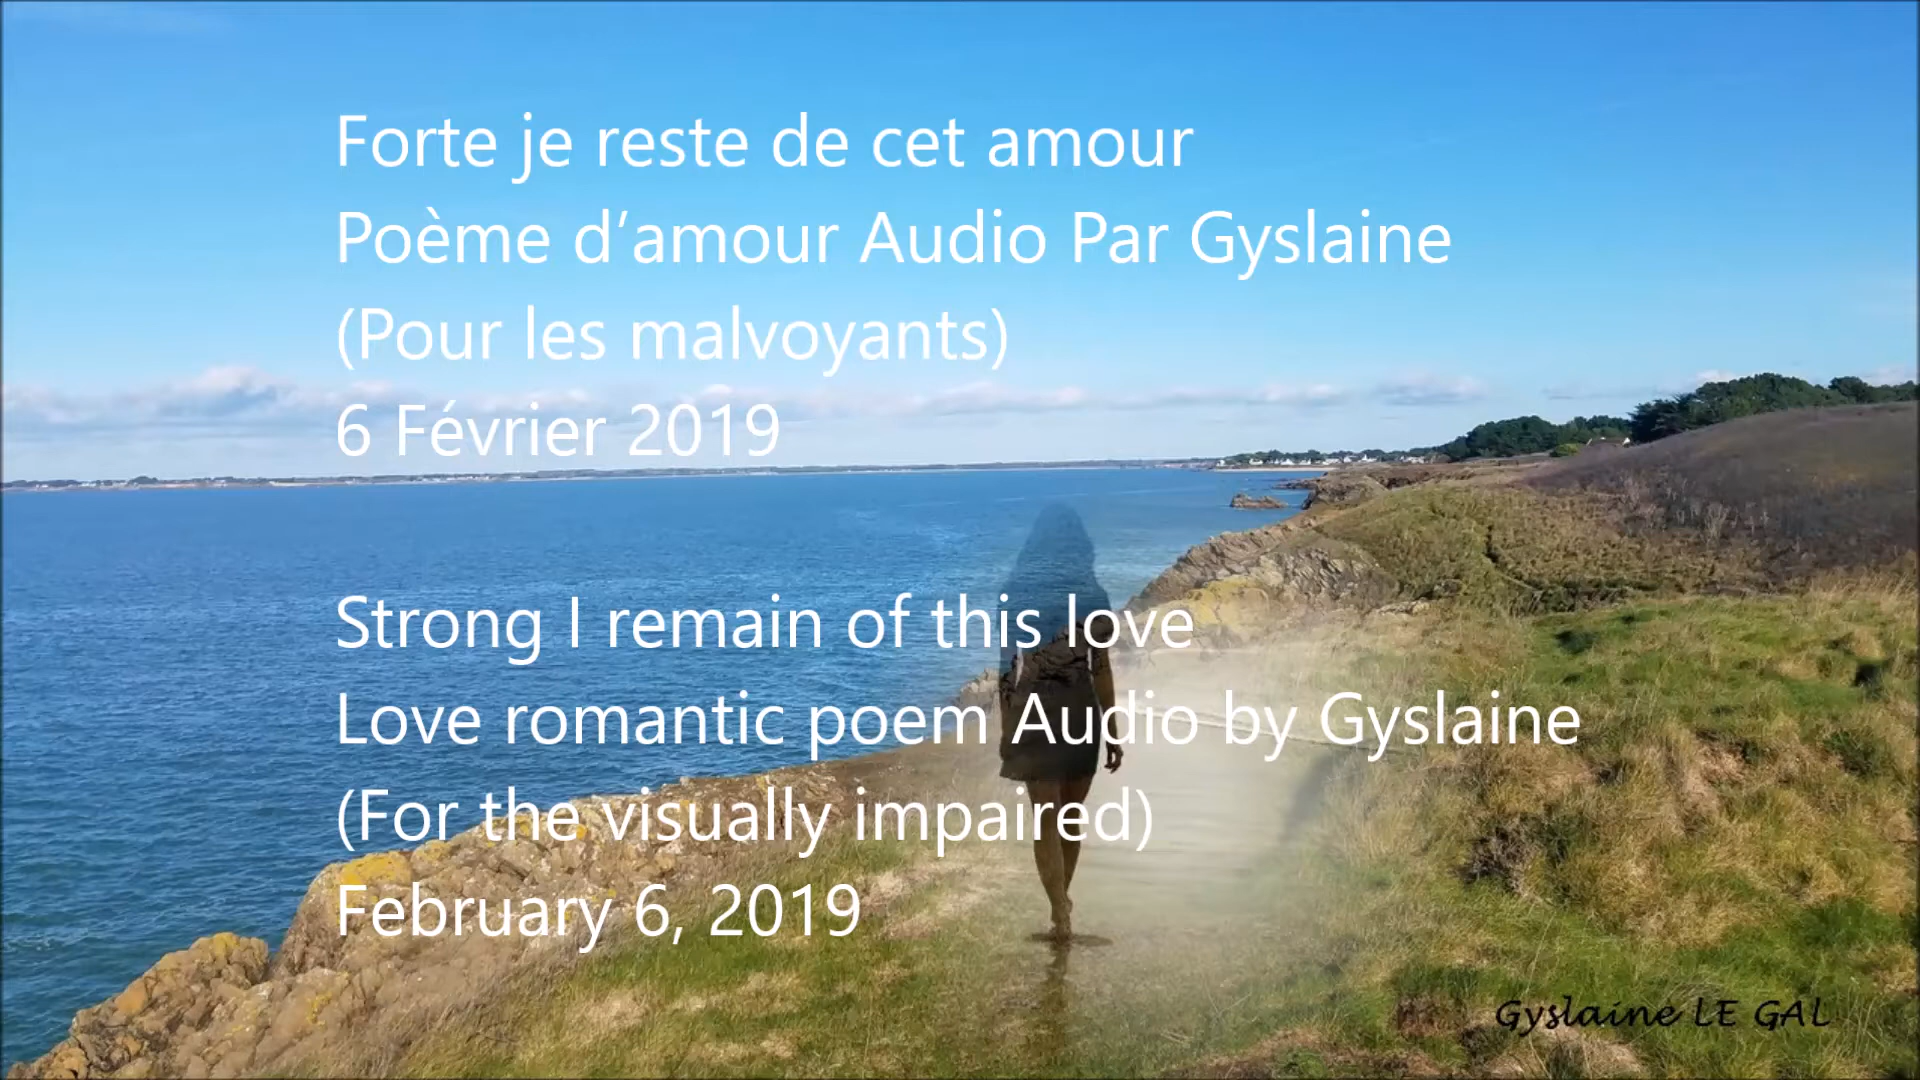 Forte je reste de cet amour
Poème d’amour Audio Par Gyslaine
(Pour les malvoyants)
6 Février 2019
Strong I remain of this love
Love romantic poem Audio by Gyslaine
(For the visually impaired)
February 6, 2019
Gyslaine LE GAL